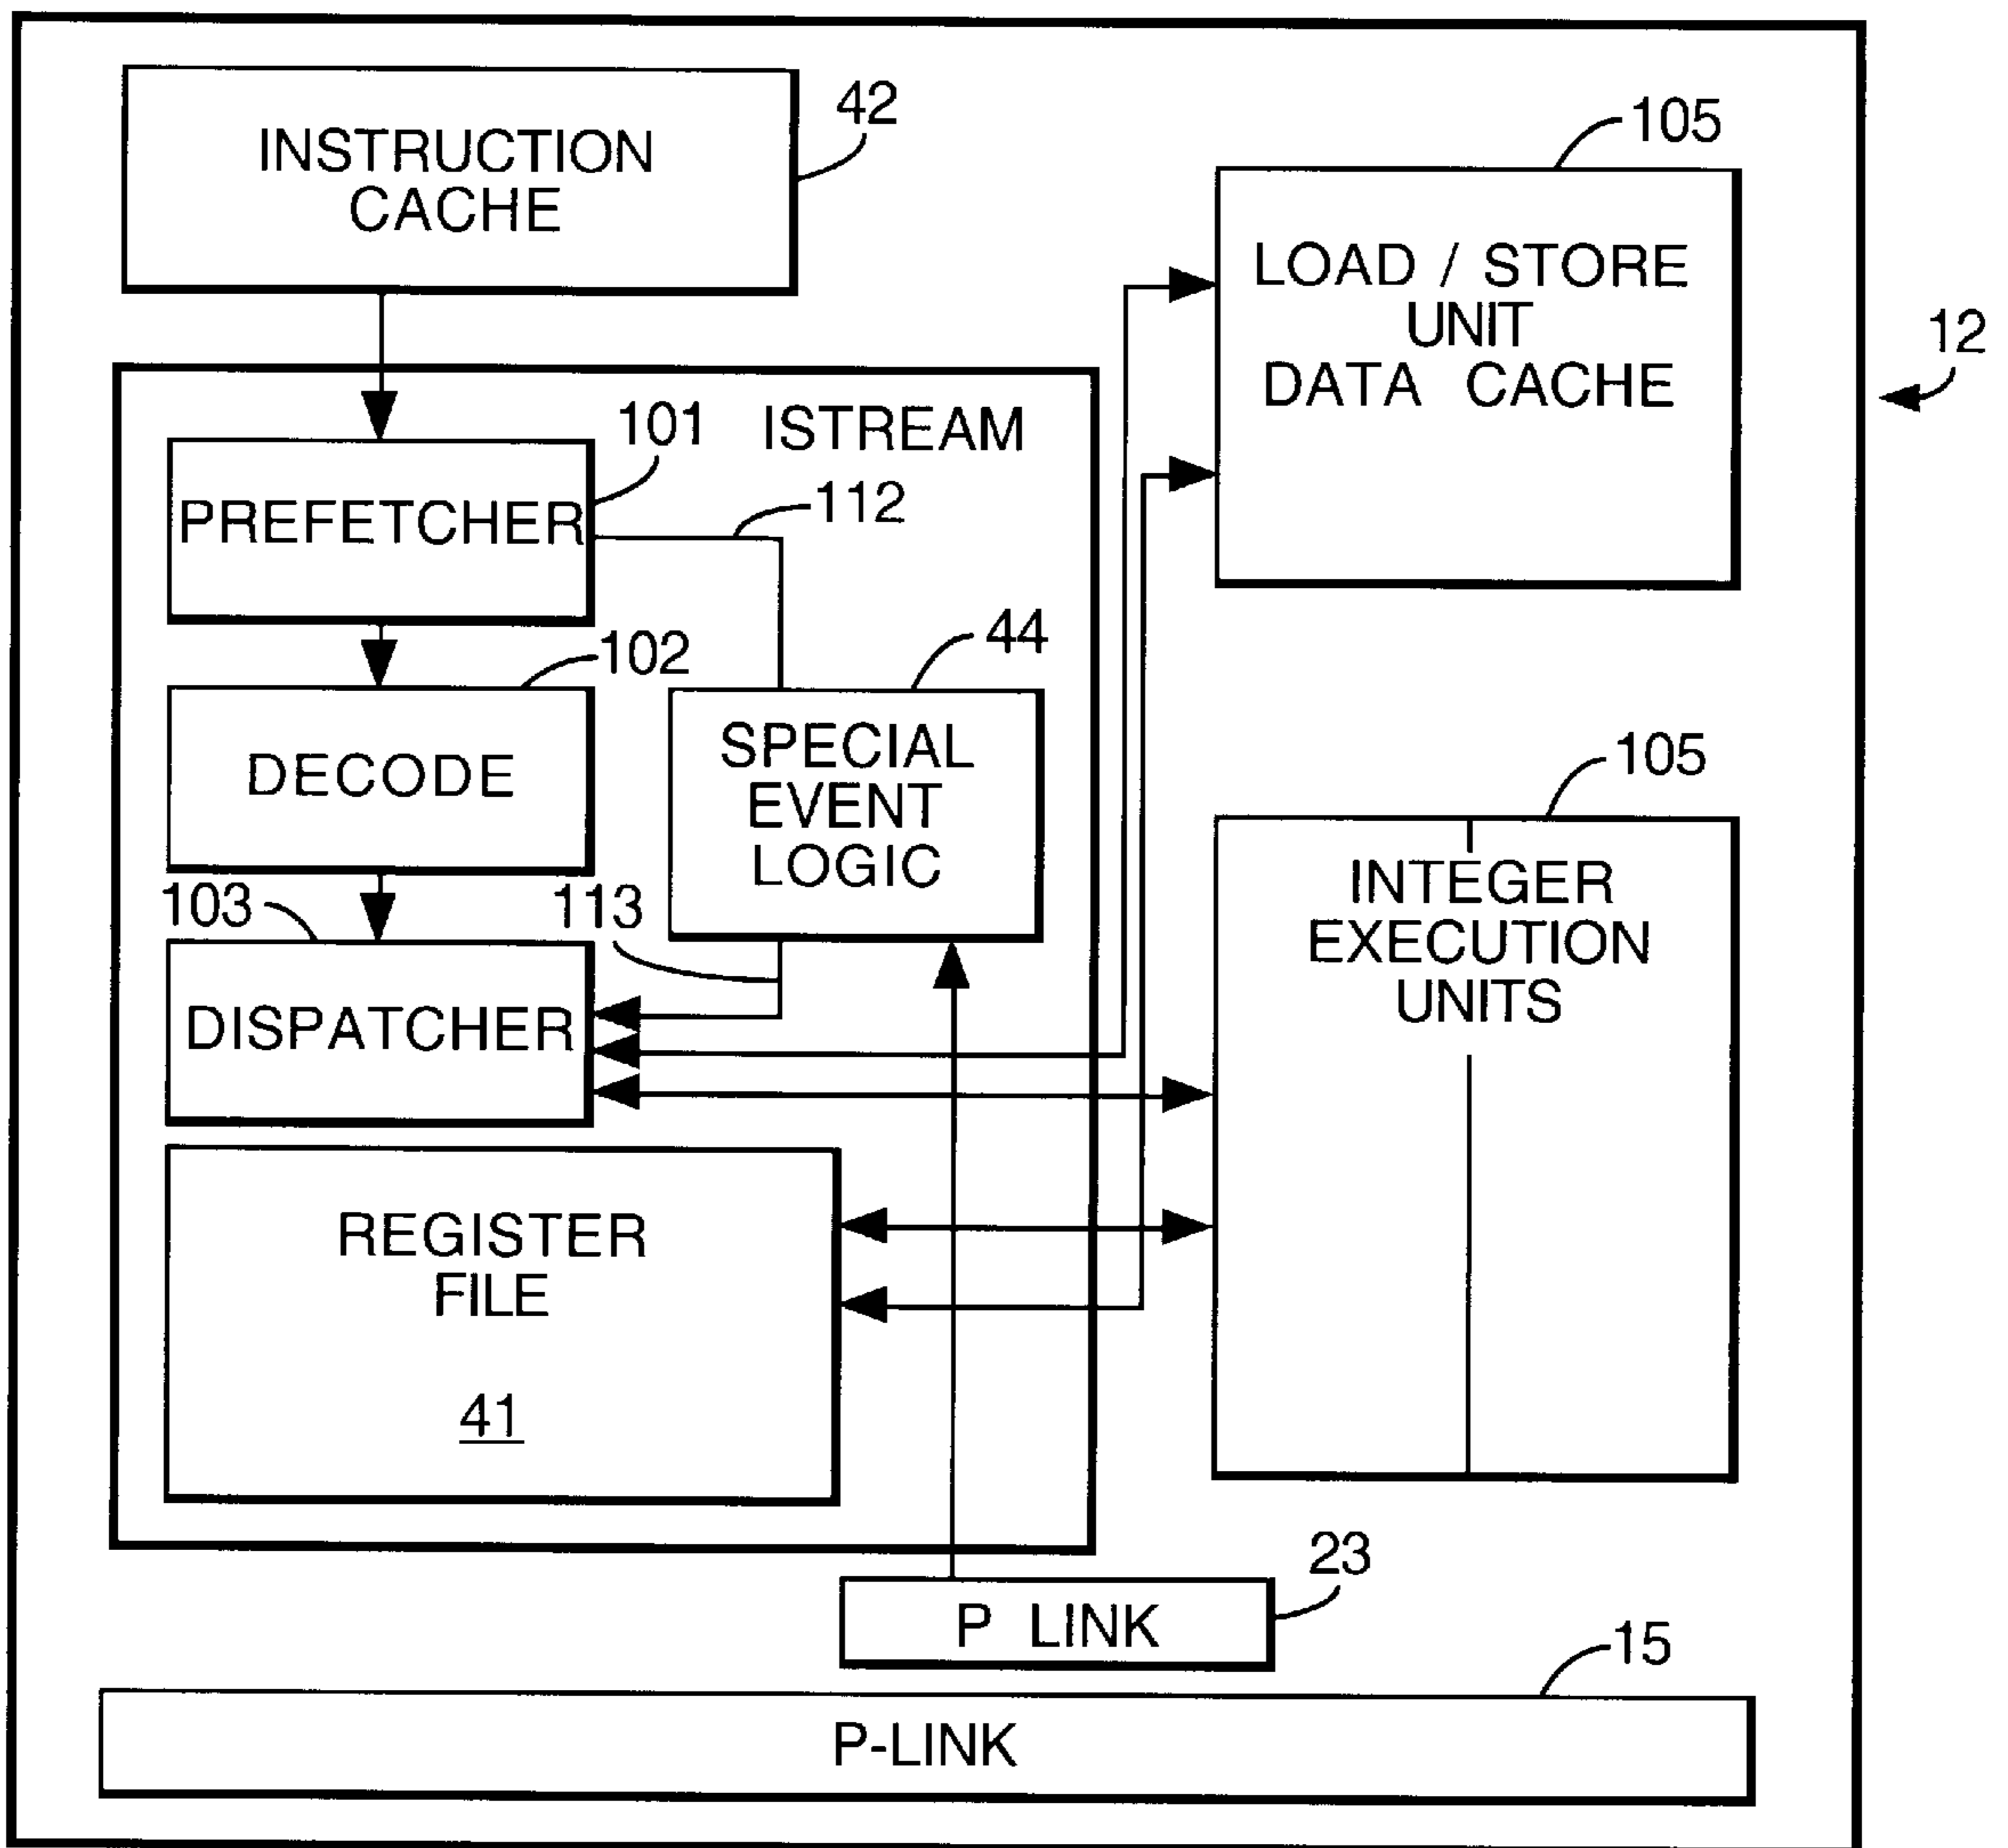 INSTRUCTION
CACHE
42
105
LOAD / STORE
UNIT
DATA CACHE
12
ISTREAM
101
PREFETCHER
112
102
DECODE
44
SPECIAL
EVENT
LOGIC
103
113
DISPATCHER
105
INTEGER
EXECUTION
UNITS
REGISTER
FILE
41
23
P LINK
15
P-LINK